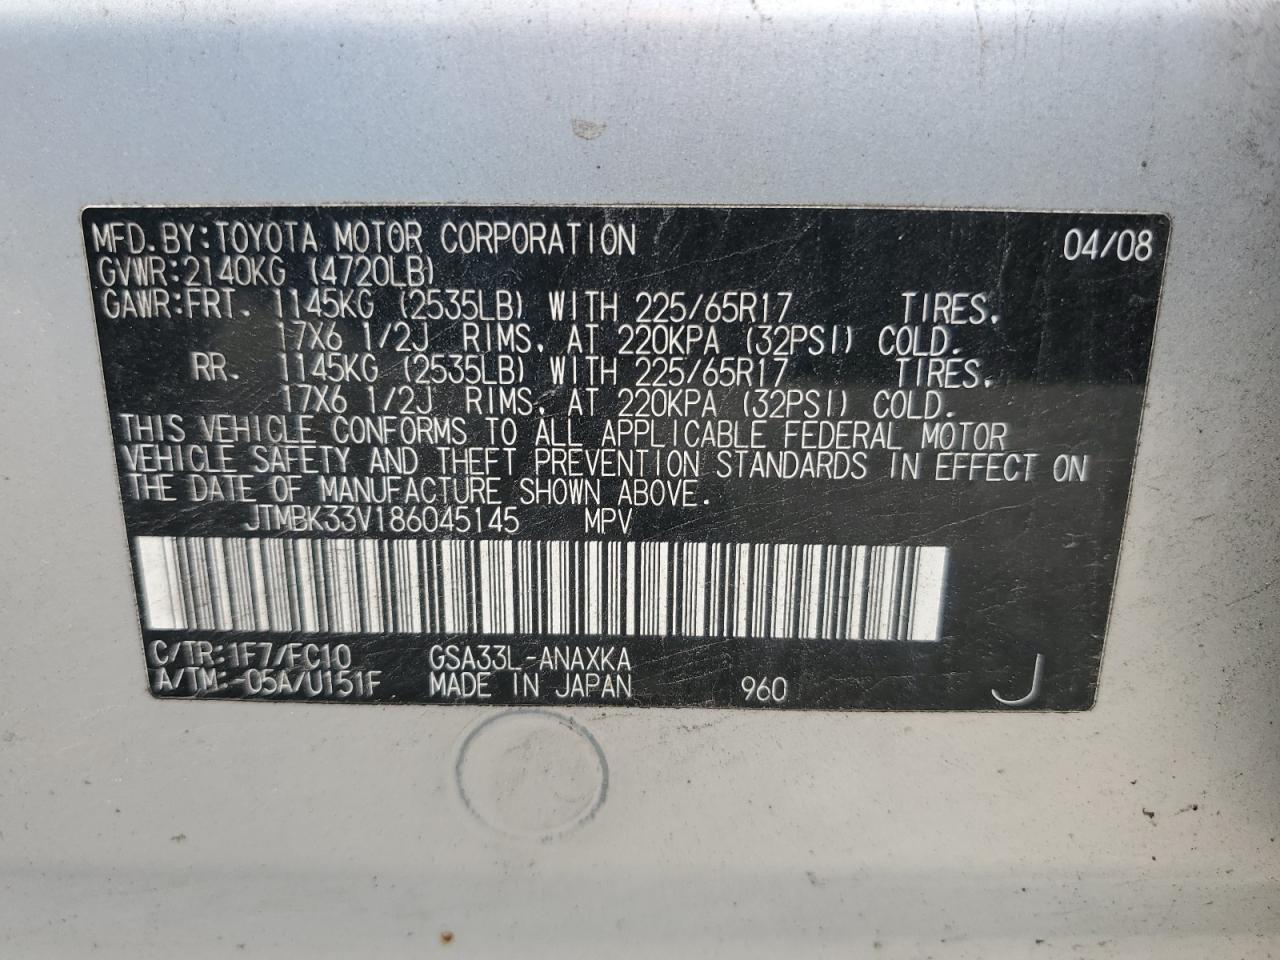 MFD.BY:TOYOTA MOTOR CORPORATION 04/08
GVWR:2140KG (4720LB)
GAWR:FRT. 1145KG (2535LB) WITH 225/65R17 TIRES,
17X6 1/2J RIMS, AT 220KPA (32PSI) COLD.
RR. 1145KG (2535LB) WITH 225/65R17 TIRES,
17X6 1/2J RIMS, AT 220KPA (32PSI) COLD.
THIS VEHICLE CONFORMS TO ALL APPLICABLE FEDERAL MOTOR
VEHICLE SAFETY AND THEFT PREVENTION STANDARDS IN EFFECT ON
THE DATE OF MANUFACTURE SHOWN ABOVE.
JTMBK33V186045145 MPV
C/TR:1F7/FC10 GSA33L-ANAXKA
A/TM:-05A/U151F MADE IN JAPAN 960 J